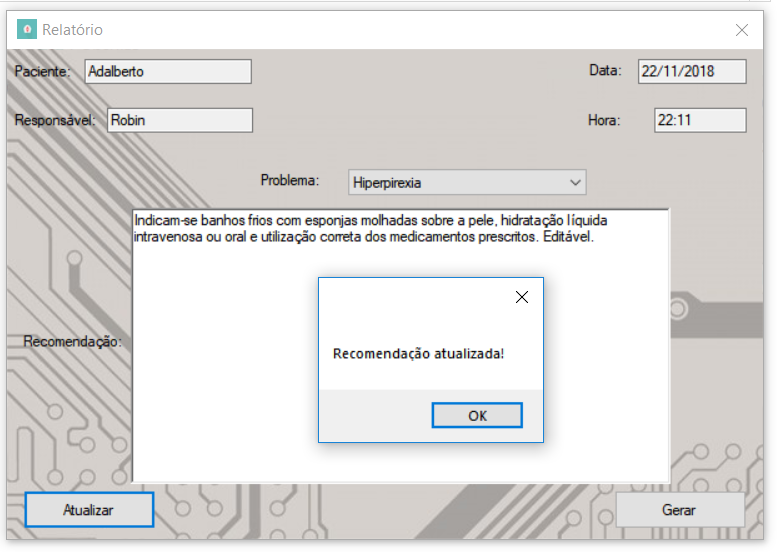 Relatório
Paciente: Adalberto
Data: 22/11/2018
Responsável: Robin
Hora: 22:11
Problema: Hiperpirexia
Indicam-se banhos frios com esponjas molhadas sobre a pele, hidratação líquida
intravenosa ou oral e utilização correta dos medicamentos prescritos. Editável.
Recomendação:
Recomendação atualizada!
OK
Atualizar
Gerar